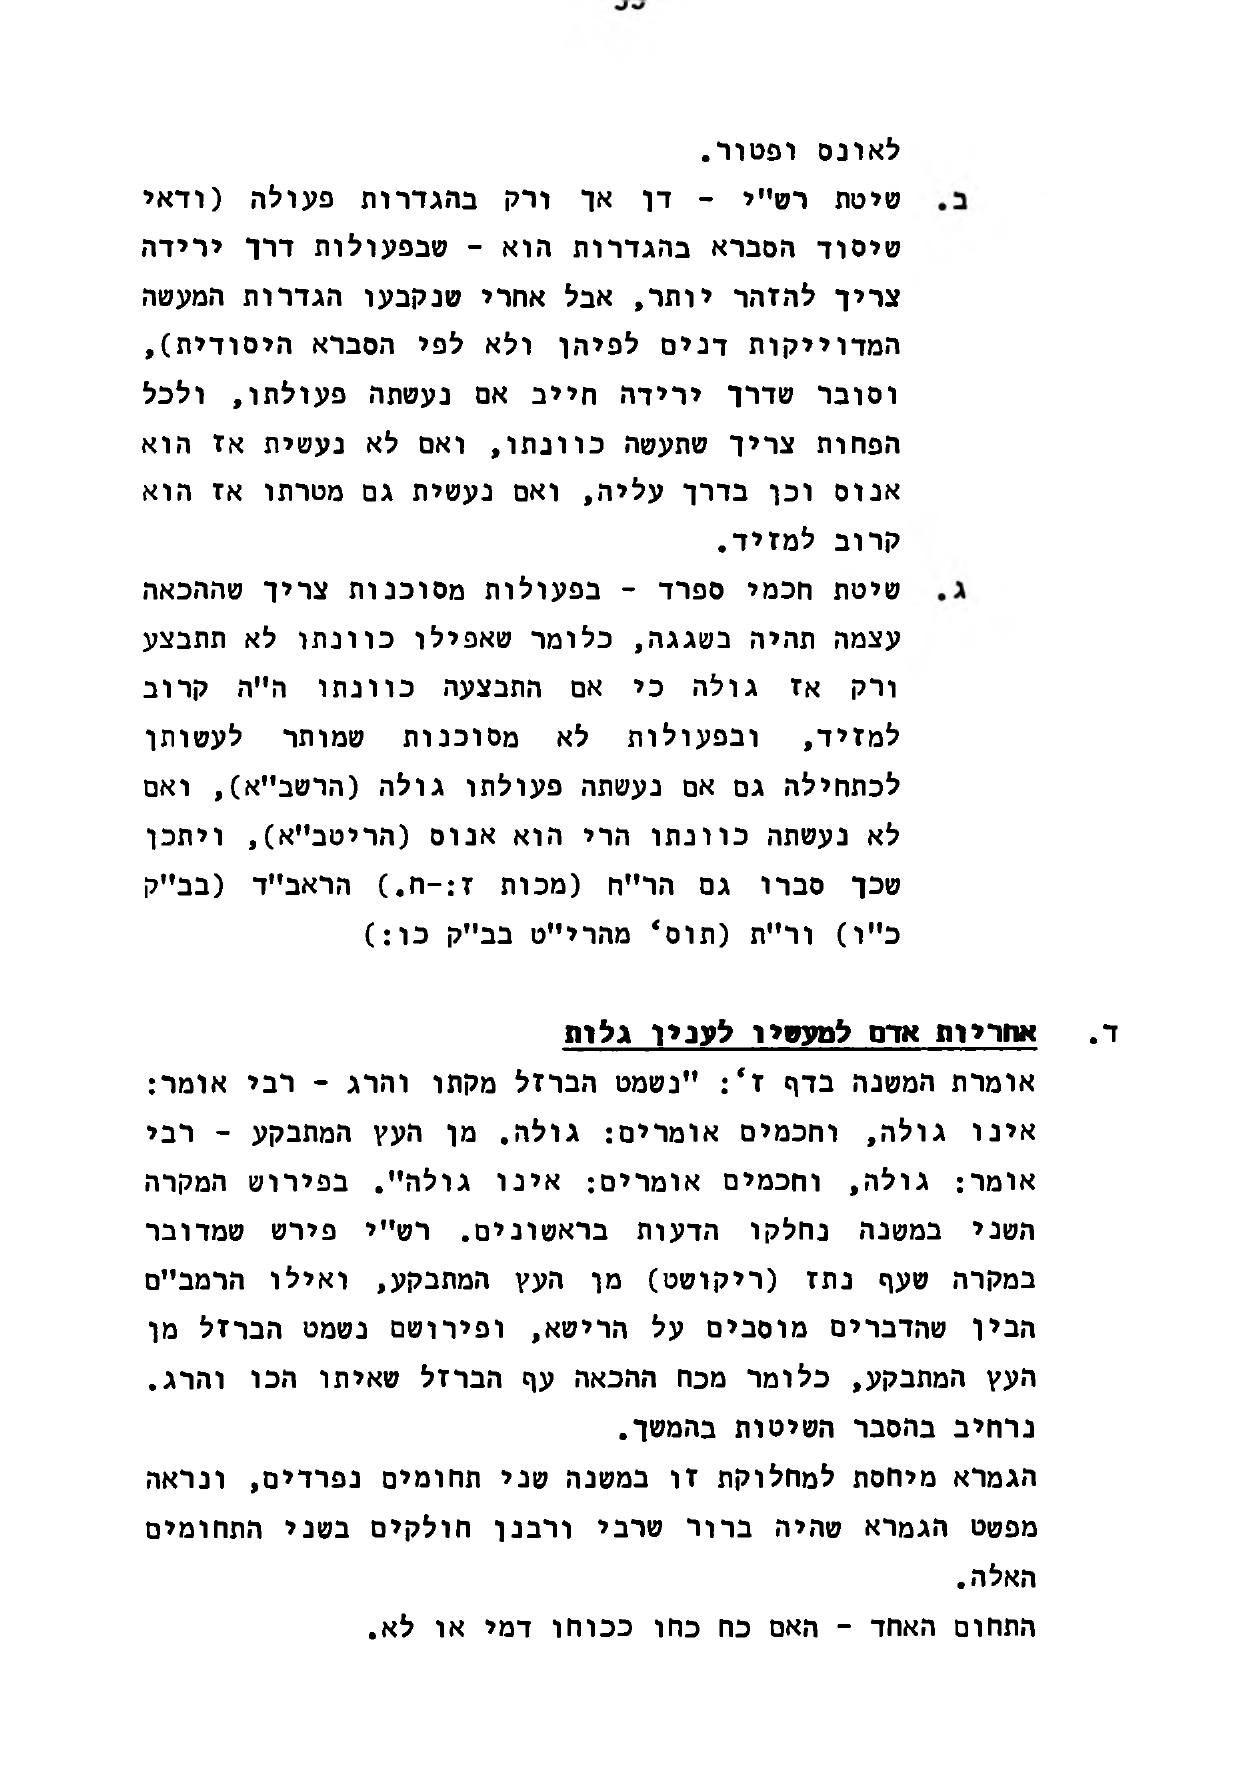 לאונס ופטור.
ב. שיטת רש"י - דן אך ורק בהגדרות פעולה (ודאי
שיסוד הסברא בהגדרות הוא - שבפעולות דרך ירידה
צריך להזהר יותר, אבל אחרי שנקבעו הגדרות המעשה
המדוייקות דנים לפיהן ולא לפי הסברא היסודית),
וסובר שדרך ירידה חייב אם נעשתה פעולתו, ולכל
הפחות צריך שתעשה כוונתו, ואם לא נעשית אז הוא
אנוס וכן בדרך עליה, ואם נעשית גם מטרתו אז הוא
קרוב למזיד.
ג. שיטת חכמי ספרד - בפעולות מסוכנות צריך שההכאה
עצמה תהיה בשגגה, כלומר שאפילו כוונתו לא תתבצע
ורק אז גולה כי אם התבצעה כוונתו ה"ה קרוב
למזיד, ובפעולות לא מסוכנות שמותר לעשותן
לכתחילה גם אם נעשתה פעולתו גולה (הרשב"א), ואם
לא נעשתה כוונתו הרי הוא אנוס (הריטב"א), ויתכן
שכך סברו גם הר"ח (מכות ז:-ח.) הראב"ד (בב"ק
כ"ו) ור"ת (תוס' מהרי"ט בב"ק כו:)
ד. אחריות אדם למעשיו לענין גלות
אומרת המשנה בדף ז': "נשמט הברזל מקתו והרג - רבי אומר:
אינו גולה, וחכמים אומרים: גולה. מן העץ המתבקע - רבי
אומר: גולה, וחכמים אומרים: אינו גולה". בפירוש המקרה
השני במשנה נחלקו הדעות בראשונים. רש"י פירש שמדובר
במקרה שעף נתז (ריקושט) מן העץ המתבקע, ואילו הרמב"ם
הבין שהדברים מוסבים על הרישא, ופירושם נשמט הברזל מן
העץ המתבקע, כלומר מכח ההכאה עף הברזל שאיתו הכו והרג.
נרחיב בהסבר השיטות בהמשך.
הגמרא מיחסת למחלוקת זו במשנה שני תחומים נפרדים, ונראה
מפשט הגמרא שהיה ברור שרבי ורבנן חולקים בשני התחומים
האלה.
התחום האחד - האם כח כחו ככוחו דמי או לא.